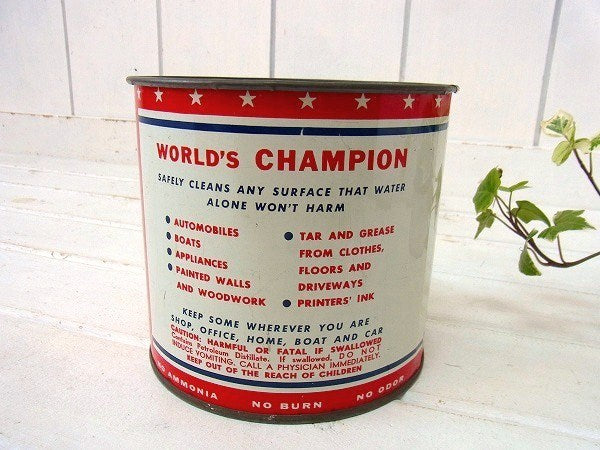 WORLD'S CHAMPION
SAFELY CLEANS ANY SURFACE THAT WATER
ALONE WON'T HARM
• AUTOMOBILES
• BOATS
• APPLIANCES
• PAINTED WALLS
AND WOODWORK
• TAR AND GREASE
FROM CLOTHES,
FLOORS AND
DRIVEWAYS
• PRINTERS' INK
KEEP SOME WHEREVER YOU ARE
SHOP, OFFICE, HOME, BOAT AND CAR
CAUTION: HARMFUL OR FATAL IF SWALLOWED
Contains Petroleum Distillate. If swallowed, DO NOT
INDUCE VOMITING. CALL A PHYSICIAN IMMEDIATELY.
KEEP OUT OF THE REACH OF CHILDREN
AMMONIA NO BURN NO ODOR